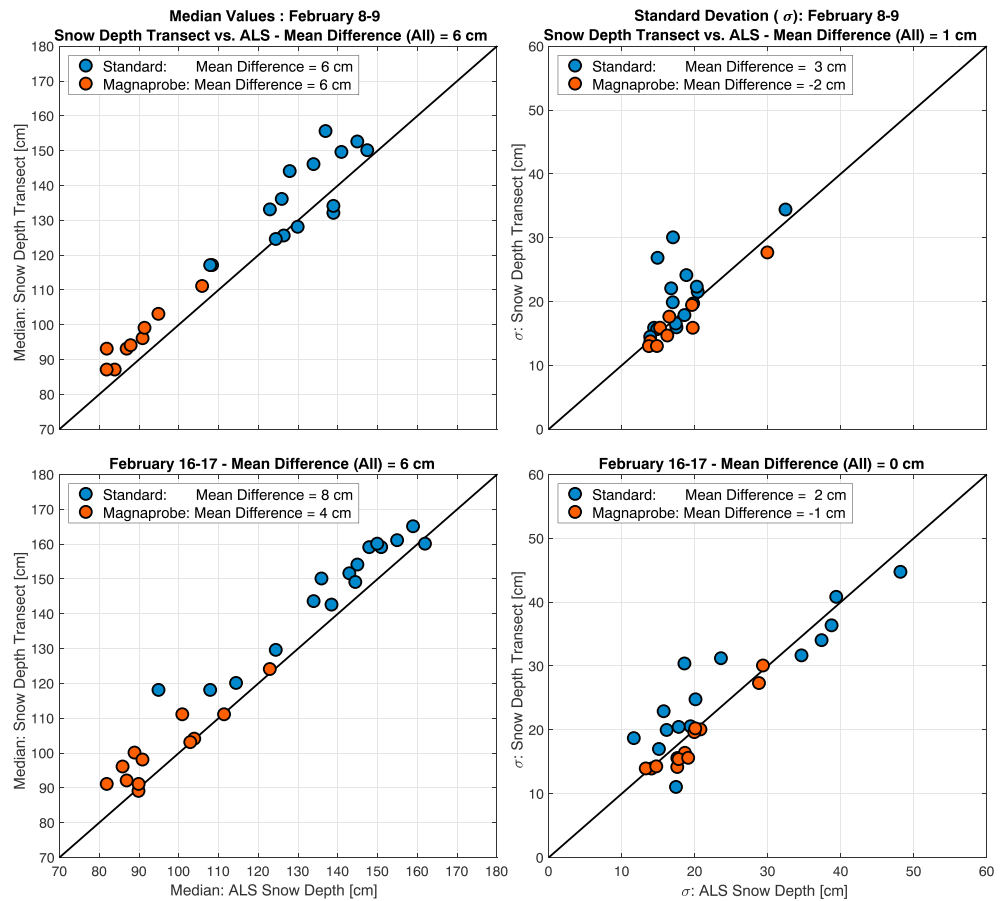 Median Values : February 8-9
Snow Depth Transect vs. ALS - Mean Difference (All) = 6 cm
Standard: Mean Difference = 6 cm
Magnaprobe: Mean Difference = 6 cm
180
170
160
150
140
130
120
110
100
90
80
70
Median: Snow Depth Transect [cm]
Standard Devation ( σ): February 8-9
Snow Depth Transect vs. ALS - Mean Difference (All) = 1 cm
Standard: Mean Difference = 3 cm
Magnaprobe: Mean Difference = -2 cm
60
50
40
30
20
10
0
σ: Snow Depth Transect [cm]
February 16-17 - Mean Difference (All) = 6 cm
Standard: Mean Difference = 8 cm
Magnaprobe: Mean Difference = 4 cm
180
170
160
150
140
130
120
110
100
90
80
70
Median: Snow Depth Transect [cm]
70 80 90 100 110 120 130 140 150 160 170 180
Median: ALS Snow Depth [cm]
February 16-17 - Mean Difference (All) = 0 cm
Standard: Mean Difference = 2 cm
Magnaprobe: Mean Difference = -1 cm
60
50
40
30
20
10
0
σ: Snow Depth Transect [cm]
0 10 20 30 40 50 60
σ: ALS Snow Depth [cm]